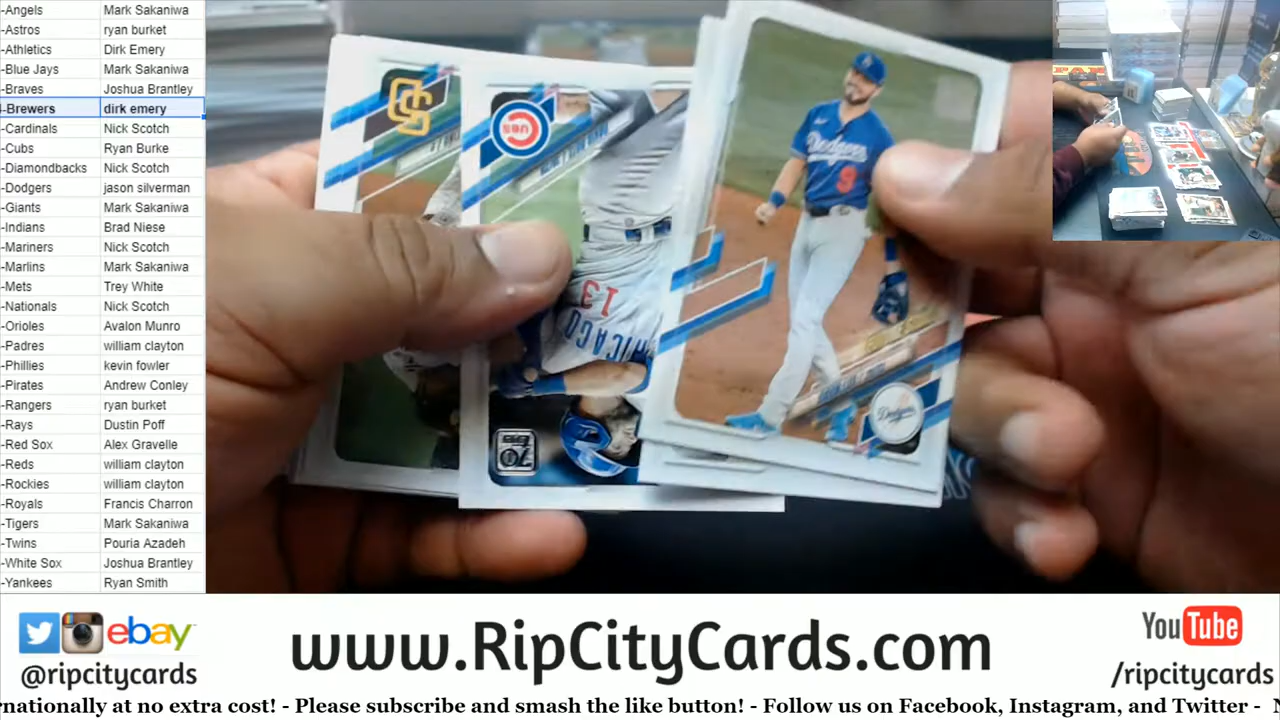 -Angels Mark Sakaniwa
-Astros ryan burket
-Athletics Dirk Emery
-Blue Jays Mark Sakaniwa
-Braves Joshua Brantley
-Brewers dirk emery
-Cardinals Nick Scotch
-Cubs Ryan Burke
-Diamondbacks Nick Scotch
-Dodgers jason silverman
-Giants Mark Sakaniwa
-Indians Brad Niese
-Mariners Nick Scotch
-Marlins Mark Sakaniwa
-Mets Trey White
-Nationals Nick Scotch
-Orioles Avalon Munro
-Padres william clayton
-Phillies kevin fowler
-Pirates Andrew Conley
-Rangers ryan burket
-Rays Dustin Poff
-Red Sox Alex Gravelle
-Reds william clayton
-Rockies william clayton
-Royals Francis Charron
-Tigers Mark Sakaniwa
-Twins Pouria Azadeh
-White Sox Joshua Brantley
-Yankees Ryan Smith
CUBS
13
CHICAGO
70
Dodgers
9
Dodgers
ebay
@ripcitycards
www.RipCityCards.com
YouTube
/ripcitycards
rnationally at no extra cost! - Please subscribe and smash the like button! - Follow us on Facebook, Instagram, and Twitter -